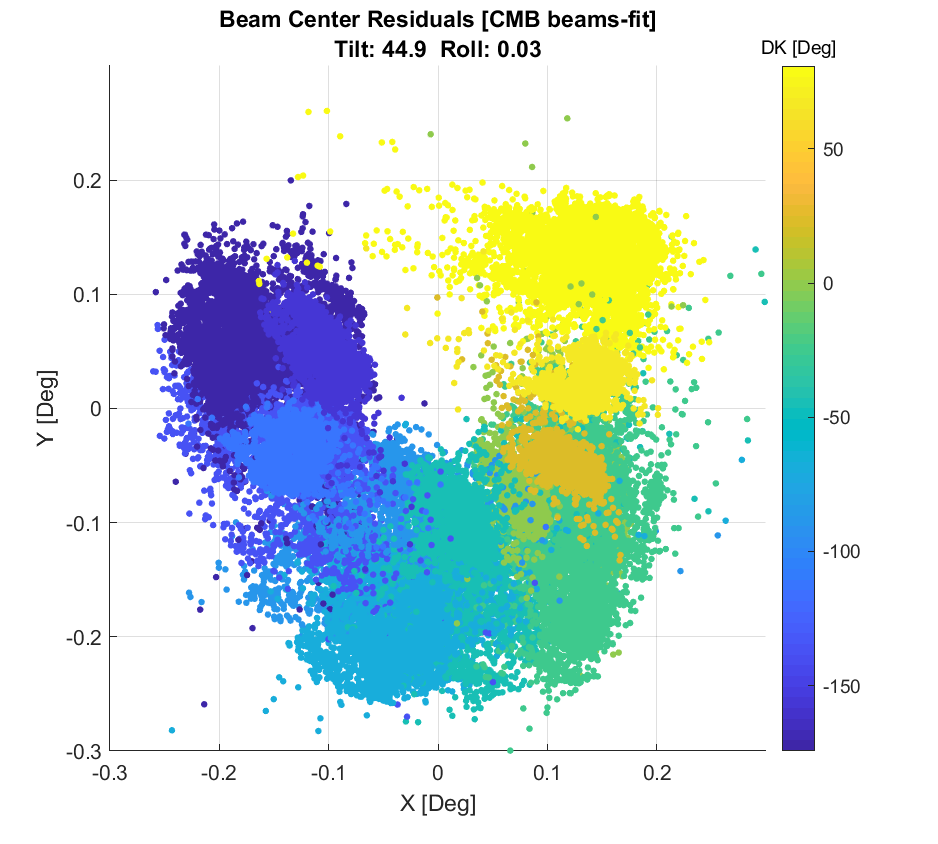 Beam Center Residuals [CMB beams-fit]
Tilt: 44.9 Roll: 0.03
DK [Deg]
50
0
-50
-100
-150
0.2
0.1
0
-0.1
-0.2
-0.3
Y [Deg]
-0.3 -0.2 -0.1 0 0.1 0.2
X [Deg]